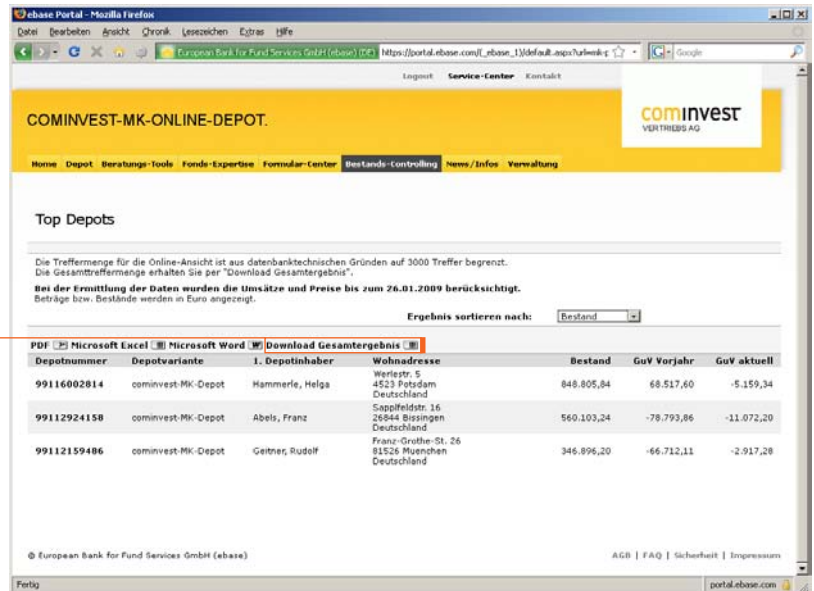 ebase Portal - Mozilla Firefox
Datei Bearbeiten Ansicht Chronik Lesezeichen Extras Hilfe
European Bank for Fund Services GmbH (ebase) (DE) https://portal.ebase.com/(_ebase_1)/default.aspx?url=mk-p Google
Logout Service-Center Kontakt
COMINVEST-MK-ONLINE-DEPOT.
cominvest
VERTRIEBS AG
Home Depot Beratungs-Tools Fonds-Expertise Formular-Center Bestands-Controlling News/Infos Verwaltung
Top Depots
Die Treffermenge für die Online-Ansicht ist aus datenbanktechnischen Gründen auf 3000 Treffer begrenzt.
Die Gesamttreffermenge erhalten Sie per "Download Gesamtergebnis".
Bei der Ermittlung der Daten wurden die Umsätze und Preise bis zum 26.01.2009 berücksichtigt.
Beträge bzw. Bestände werden in Euro angezeigt.
Ergebnis sortieren nach: Bestand
PDF Microsoft Excel Microsoft Word Download Gesamtergebnis
Depotnummer Depotvariante 1. Depotinhaber Wohnadresse Bestand GuV Vorjahr GuV aktuell
99116002814 cominvest-MK-Depot Hammerle, Helga Werlestr. 5 848.805,84 68.517,60 -5.159,34
4523 Potsdam
Deutschland
99112924158 cominvest-MK-Depot Abels, Franz Sapplfeldstr. 16 560.103,24 -78.793,86 -11.072,20
26844 Bissingen
Deutschland
99112159486 cominvest-MK-Depot Geitner, Rudolf Franz-Grothe-St. 26 346.896,20 -66.712,11 -2.917,28
81526 Muenchen
Deutschland
© European Bank for Fund Services GmbH (ebase) AGB | FAQ | Sicherheit | Impressum
Fertig portal.ebase.com